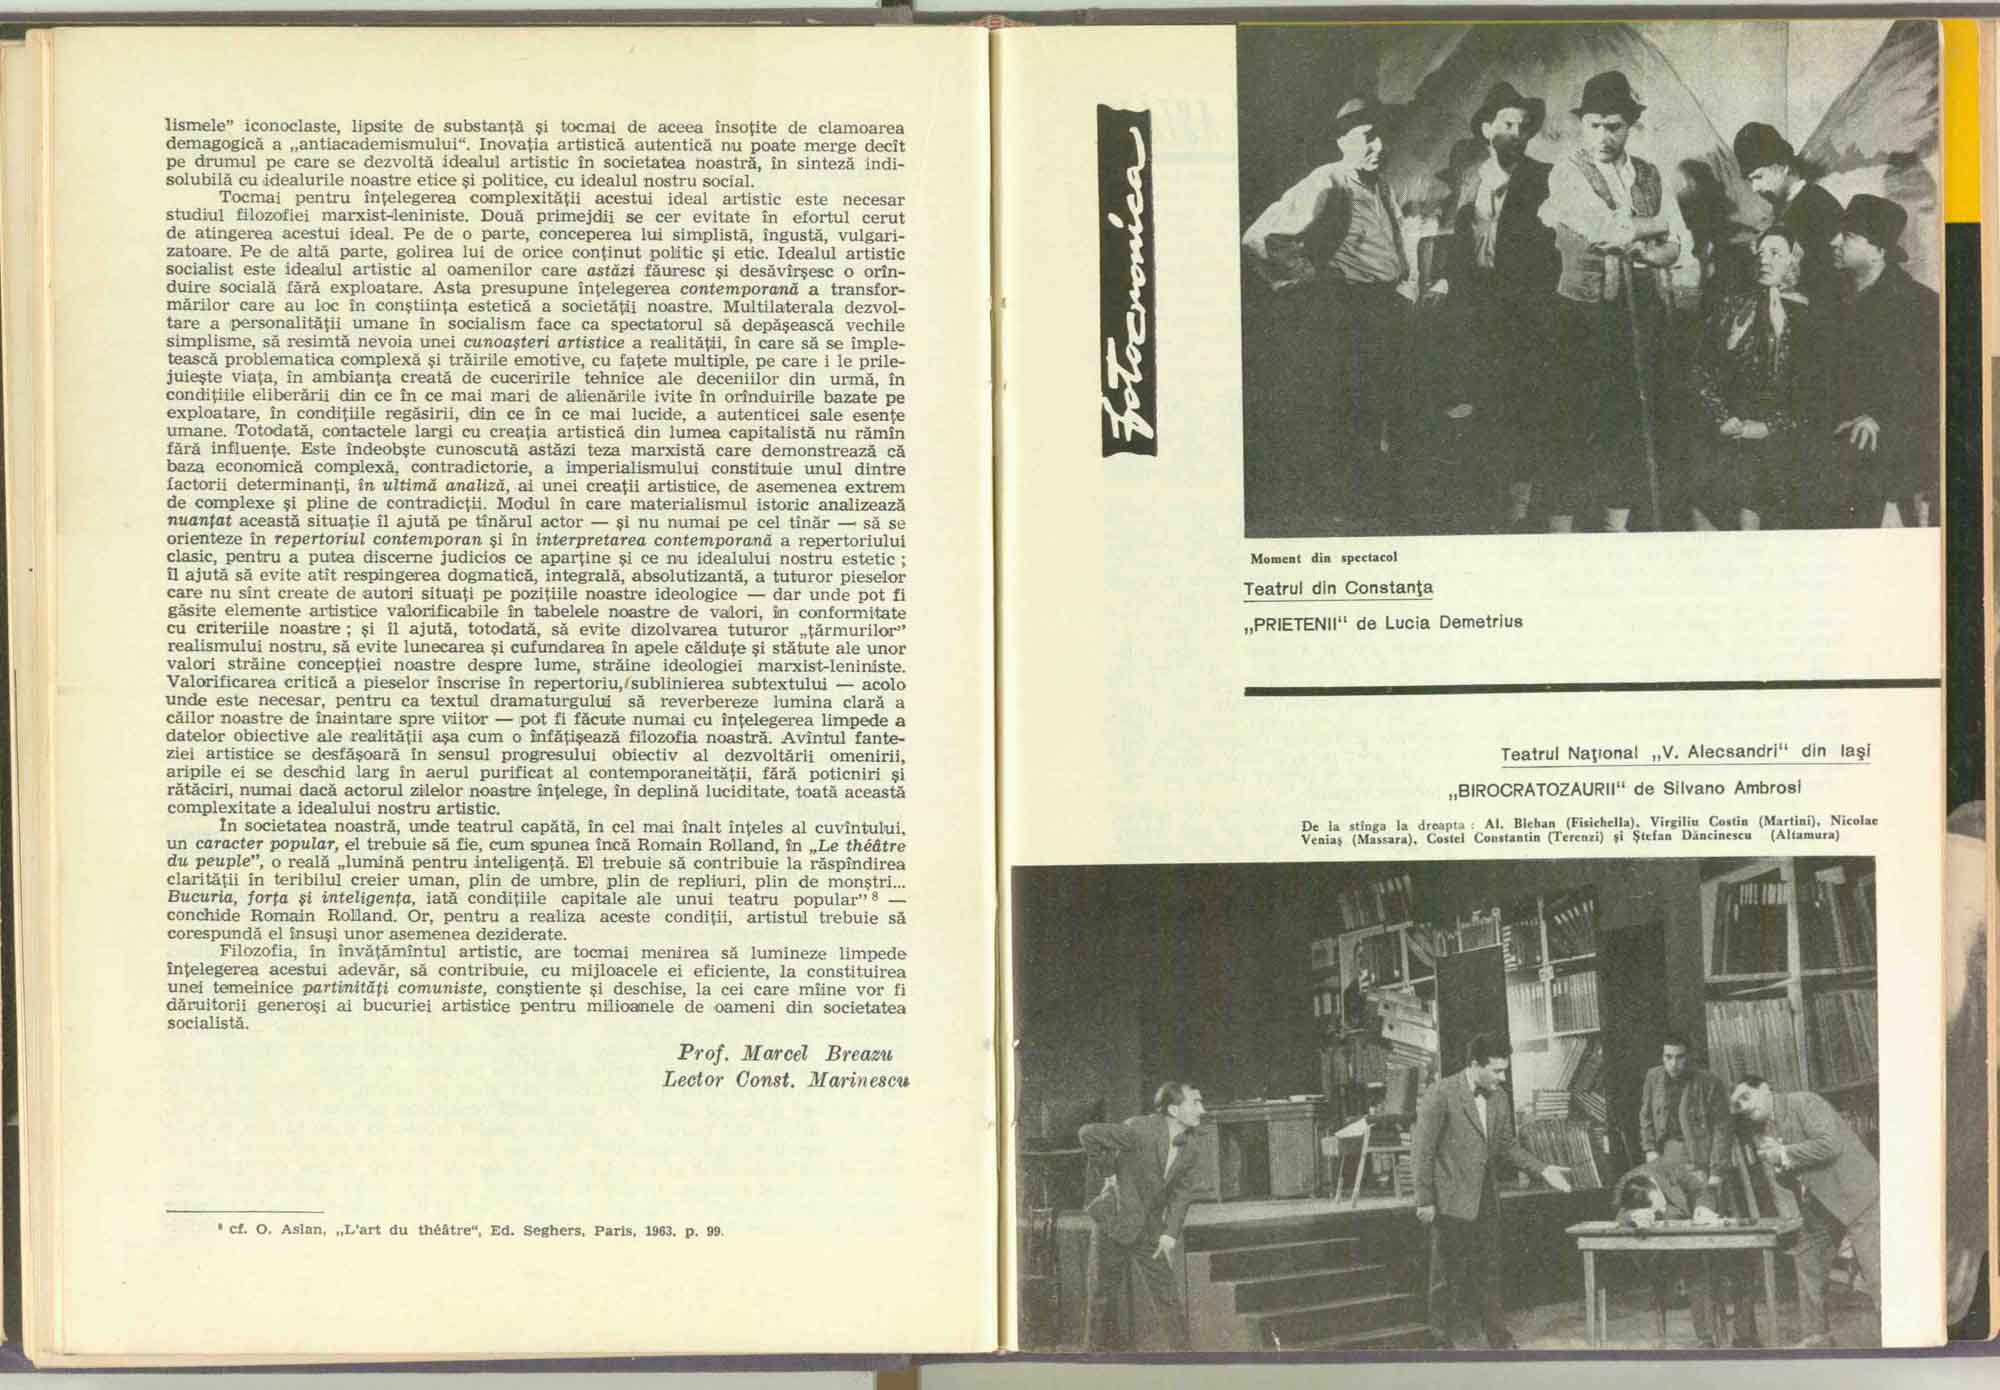 lismele” iconoclaste, lipsite de substanță și tocmai de aceea însoțite de clamoarea
demagogică a „antiacademismului“. Inovația artistică autentică nu poate merge decît
pe drumul pe care se dezvoltă idealul artistic în societatea noastră, în sinteză indi-
solubilă cu idealurile noastre etice și politice, cu idealul nostru social.
Tocmai pentru înțelegerea complexității acestui ideal artistic este necesar
studiul filozofiei marxist-leniniste. Două primejdii se cer evitate în efortul cerut
de atingerea acestui ideal. Pe de o parte, conceperea lui simplistă, îngustă, vulgari-
zatoare. Pe de altă parte, golirea lui de orice conținut politic și etic. Idealul artistic
socialist este idealul artistic al oamenilor care astăzi făuresc și desăvîrșesc o orîn-
duire socială fără exploatare. Asta presupune înțelegerea contemporană a transfor-
mărilor care au loc în conștiința estetică a societății noastre. Multilaterala dezvol-
tare a personalității umane în socialism face ca spectatorul să depășească vechile
simplisme, să resimtă nevoia unei cunoașteri artistice a realității, în care să se împle-
tească problematica complexă și trăirile emotive, cu fațete multiple, pe care i le prile-
juiește viața, în ambianța creată de cuceririle tehnice ale deceniilor din urmă, în
condițiile eliberării din ce în ce mai mari de alienările ivite în orînduirile bazate pe
exploatare, în condițiile regăsirii, din ce în ce mai lucide, a autenticei sale esențe
umane. Totodată, contactele largi cu creația artistică din lumea capitalistă nu rămîn
fără influențe. Este îndeobște cunoscută astăzi teza marxistă care demonstrează că
baza economică complexă, contradictorie, a imperialismului constituie unul dintre
factorii determinanți, în ultimă analiză, ai unei creații artistice, de asemenea extrem
de complexe și pline de contradicții. Modul în care materialismul istoric analizează
nuanțat această situație îl ajută pe tînărul actor — și nu numai pe cel tînăr — să se
orienteze în repertoriul contemporan și în interpretarea contemporană a repertoriului
clasic, pentru a putea discerne judicios ce aparține și ce nu idealului nostru estetic ;
îl ajută să evite atît respingerea dogmatică, integrală, absolutizantă, a tuturor pieselor
care nu sînt create de autori situați pe pozițiile noastre ideologice — dar unde pot fi
găsite elemente artistice valorificabile în tabelele noastre de valori, în conformitate
cu criteriile noastre ; și îl ajută, totodată, să evite dizolvarea tuturor „țărmurilor”
realismului nostru, să evite lunecarea și cufundarea în apele căldute și stătute ale unor
valori străine concepției noastre despre lume, străine ideologiei marxist-leniniste.
Valorificarea critică a pieselor înscrise în repertoriu, sublinierea subtextului — acolo
unde este necesar, pentru ca textul dramaturgului să reverbereze lumina clară a
căilor noastre de înaintare spre viitor — pot fi făcute numai cu înțelegerea limpede a
datelor obiective ale realității așa cum o înfățișează filozofia noastră. Avîntul fante-
ziei artistice se desfășoară în sensul progresului obiectiv al dezvoltării omenirii,
aripile ei se deschid larg în aerul purificat al contemporaneității, fără poticniri și
rătăciri, numai dacă actorul zilelor noastre înțelege, în deplină luciditate, toată această
complexitate a idealului nostru artistic.
În societatea noastră, unde teatrul capătă, în cel mai înalt înțeles al cuvîntului,
un caracter popular, el trebuie să fie, cum spunea încă Romain Rolland, în „Le théâtre
du peuple”, o reală „lumină pentru inteligență. El trebuie să contribuie la răspîndirea
clarității în teribilul creier uman, plin de umbre, plin de repliuri, plin de monștri...
Bucuria, forța și inteligența, iată condițiile capitale ale unui teatru popular” 8 —
conchide Romain Rolland. Or, pentru a realiza aceste condiții, artistul trebuie să
corespundă el însuși unor asemenea deziderate.
Filozofia, în învățămîntul artistic, are tocmai menirea să lumineze limpede
înțelegerea acestui adevăr, să contribuie, cu mijloacele ei eficiente, la constituirea
unei temeinice partinități comuniste, conștiente și deschise, la cei care mîine vor fi
dăruitorii generoși ai bucuriei artistice pentru milioanele de oameni din societatea
socialistă.
Prof. Marcel Breazu
Lector Const. Marinescu
8 cf. O. Aslan, „L'art du théâtre“, Ed. Seghers, Paris, 1963, p. 99.
fotocronica
Moment din spectacol
Teatrul din Constanța
„PRIETENII“ de Lucia Demetrius
Teatrul Național „V. Alecsandri“ din Iași
„BIROCRATOZAURII“ de Silvano Ambrosi
De la stînga la dreapta : Al. Blehan (Fisichella), Virgiliu Costin (Martini), Nicolae
Veniaș (Massara), Costel Constantin (Terenzi) și Ștefan Dăncinescu (Altamura)